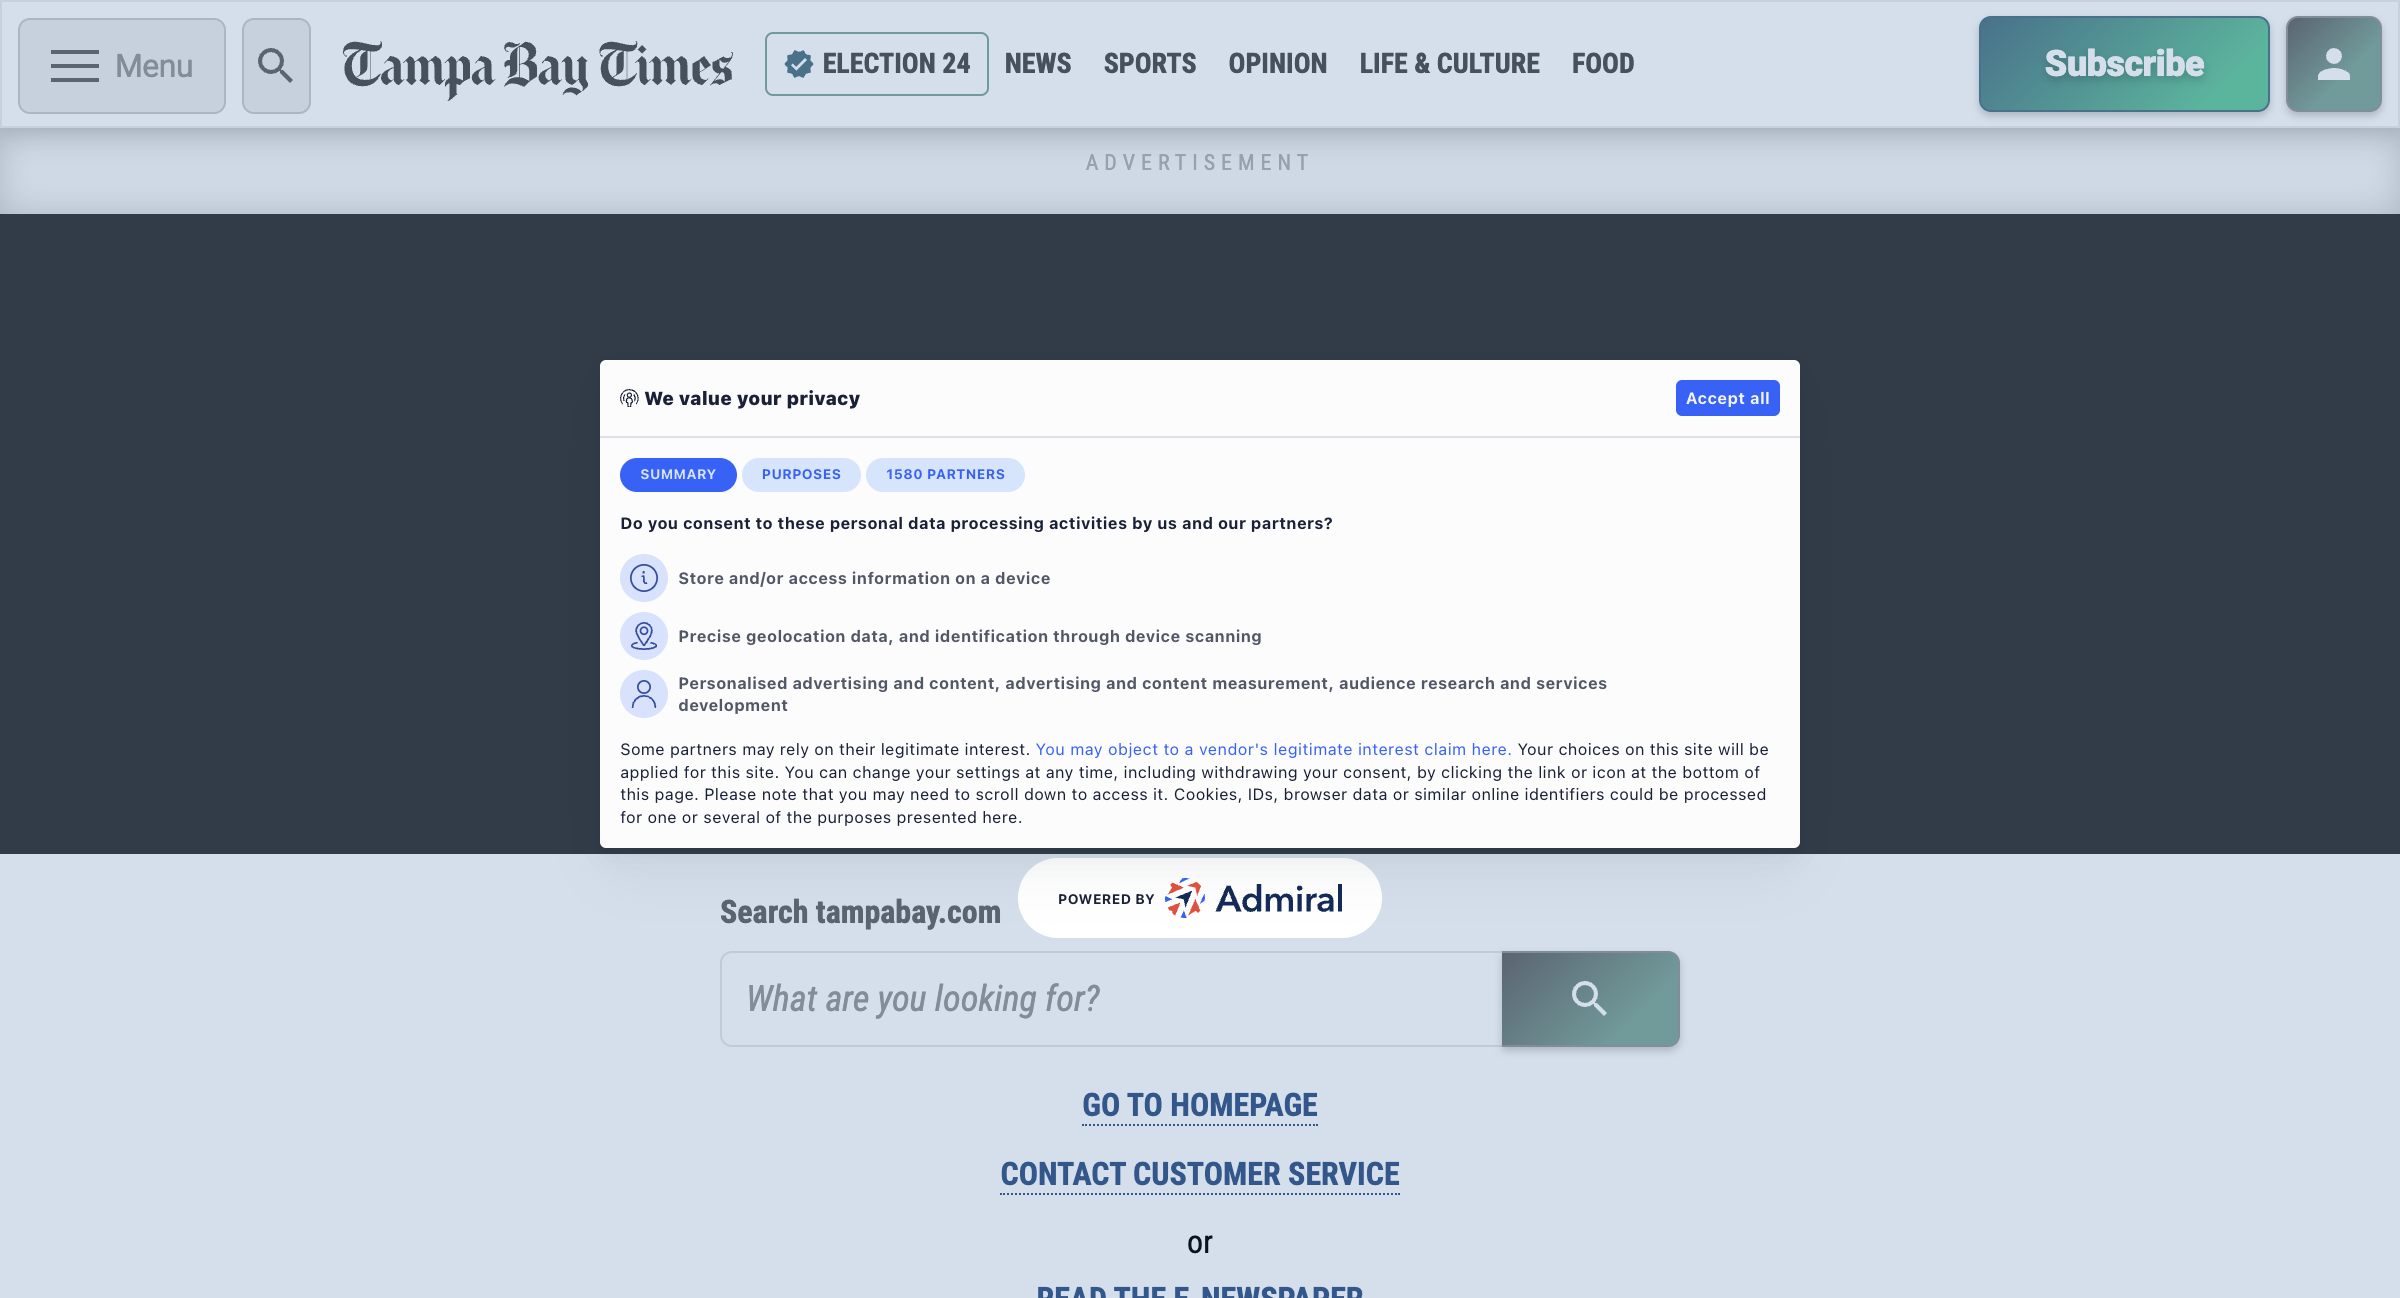 Menu
Tampa Bay Times
ELECTION 24
NEWS
SPORTS
OPINION
LIFE & CULTURE
FOOD
Subscribe
ADVERTISEMENT
We value your privacy
Accept all
SUMMARY
PURPOSES
1580 PARTNERS
Do you consent to these personal data processing activities by us and our partners?
Store and/or access information on a device
Precise geolocation data, and identification through device scanning
Personalised advertising and content, advertising and content measurement, audience research and services
development
Some partners may rely on their legitimate interest. You may object to a vendor's legitimate interest claim here. Your choices on this site will be
applied for this site. You can change your settings at any time, including withdrawing your consent, by clicking the link or icon at the bottom of
this page. Please note that you may need to scroll down to access it. Cookies, IDs, browser data or similar online identifiers could be processed
for one or several of the purposes presented here.
POWERED BY Admiral
Search tampabay.com
What are you looking for?
GO TO HOMEPAGE
CONTACT CUSTOMER SERVICE
or
READ THE E-NEWSPAPER